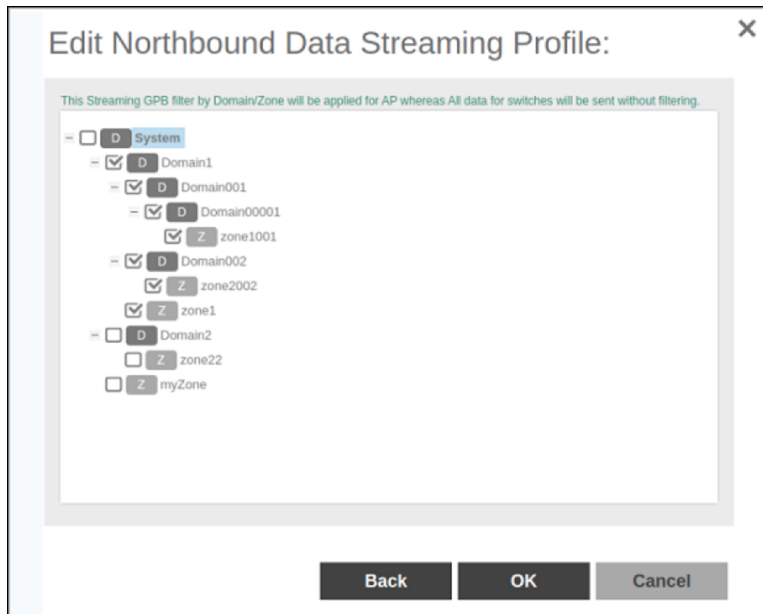 Edit Northbound Data Streaming Profile:
This Streaming GPB filter by Domain/Zone will be applied for AP whereas All data for switches will be sent without filtering.
D System
D Domain1
D Domain001
D Domain00001
Z zone1001
D Domain002
Z zone2002
Z zone1
D Domain2
Z zone22
Z myZone
Back OK Cancel